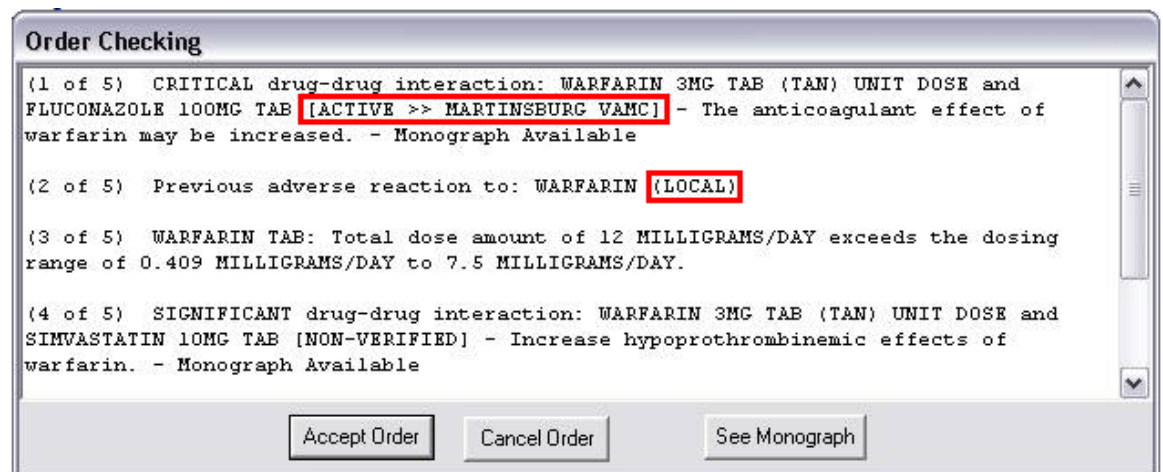 Order Checking
(1 of 5)  CRITICAL drug-drug interaction: WARFARIN 3MG TAB (TAN) UNIT DOSE and
FLUCONAZOLE 100MG TAB [ACTIVE >> MARTINSBURG VAMC] - The anticoagulant effect of
warfarin may be increased. - Monograph Available
(2 of 5)  Previous adverse reaction to: WARFARIN (LOCAL)
(3 of 5)  WARFARIN TAB: Total dose amount of 12 MILLIGRAMS/DAY exceeds the dosing
range of 0.409 MILLIGRAMS/DAY to 7.5 MILLIGRAMS/DAY.
(4 of 5)  SIGNIFICANT drug-drug interaction: WARFARIN 3MG TAB (TAN) UNIT DOSE and
SIMVASTATIN 10MG TAB [NON-VERIFIED] - Increase hypoprothrombinemic effects of
warfarin. - Monograph Available
Accept Order Cancel Order See Monograph